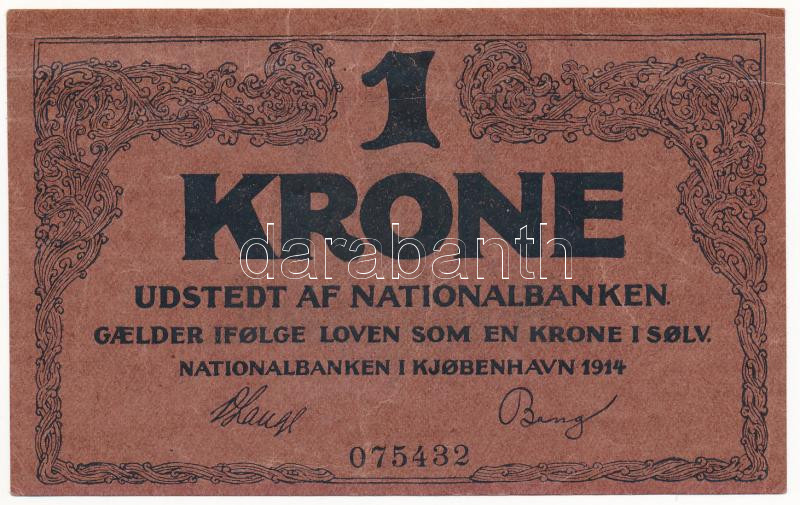 1
KRONE
darabanth
UDSTEDT AF NATIONALBANKEN.
GÆLDER IFØLGE LOVEN SOM EN KRONE I SØLV.
NATIONALBANKEN I KJØBENHAVN 1914
Bang
075432